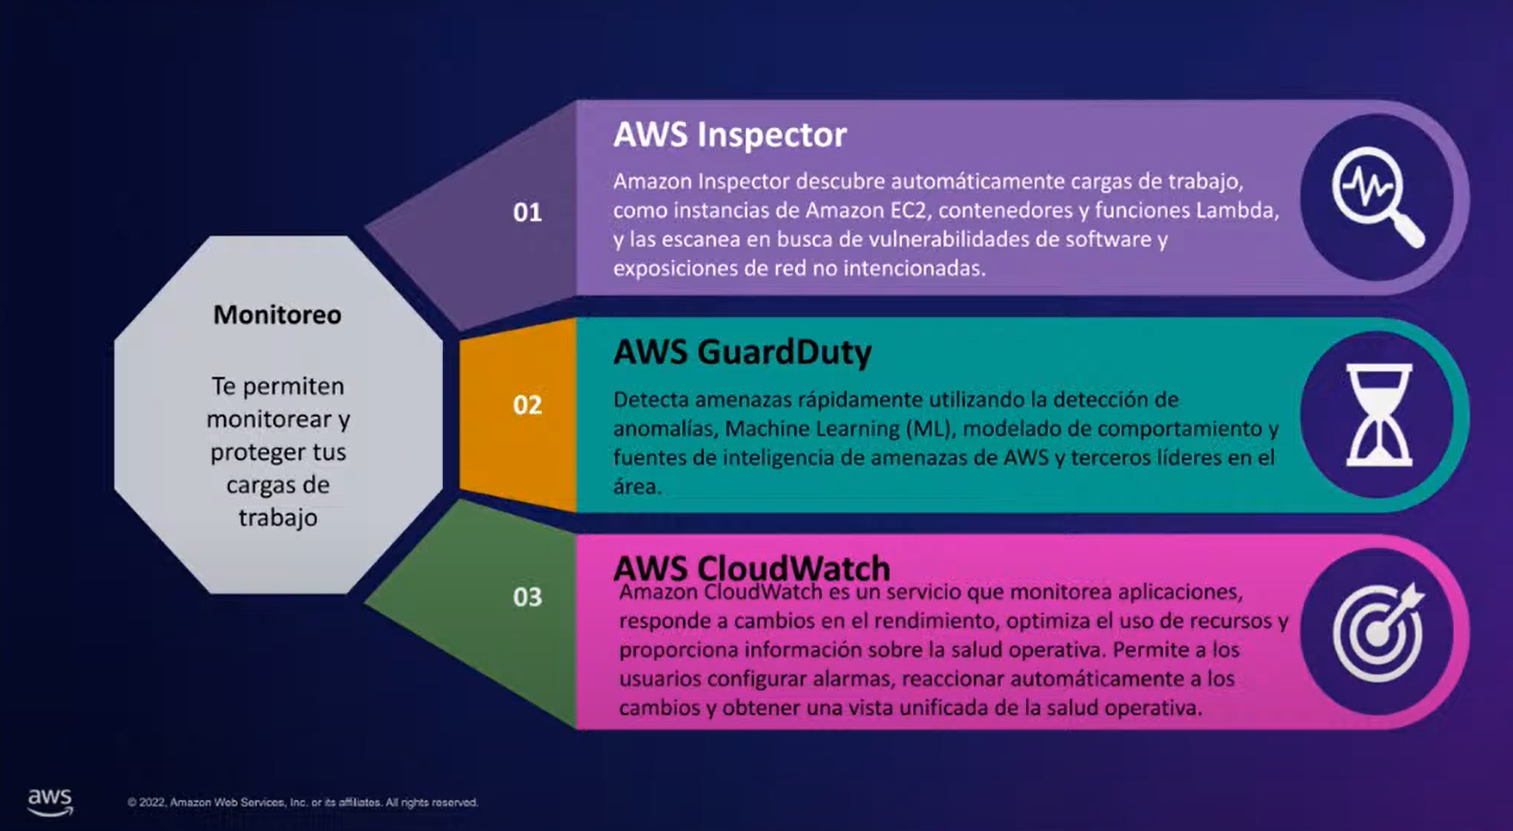 Monitoreo
Te permiten
monitorear y
proteger tus
cargas de
trabajo
01
AWS Inspector
Amazon Inspector descubre automáticamente cargas de trabajo,
como instancias de Amazon EC2, contenedores y funciones Lambda,
y las escanea en busca de vulnerabilidades de software y
exposiciones de red no intencionadas.
02
AWS GuardDuty
Detecta amenazas rápidamente utilizando la detección de
anomalías, Machine Learning (ML), modelado de comportamiento y
fuentes de inteligencia de amenazas de AWS y terceros líderes en el
área.
03
AWS CloudWatch
Amazon CloudWatch es un servicio que monitorea aplicaciones,
responde a cambios en el rendimiento, optimiza el uso de recursos y
proporciona información sobre la salud operativa. Permite a los
usuarios configurar alarmas, reaccionar automáticamente a los
cambios y obtener una vista unificada de la salud operativa.
aws
© 2022, Amazon Web Services, Inc. or its affiliates. All rights reserved.